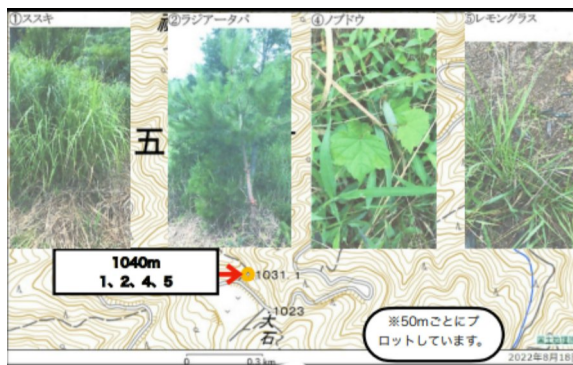 ①ススキ
②ラジアータパ
④ノブドウ
⑤レモングラス
五
1040m
1、2、4、5
1031.1
1023
大石
※50mごとにプ
ロットしています。
0
0.3 km
2022年8月18日